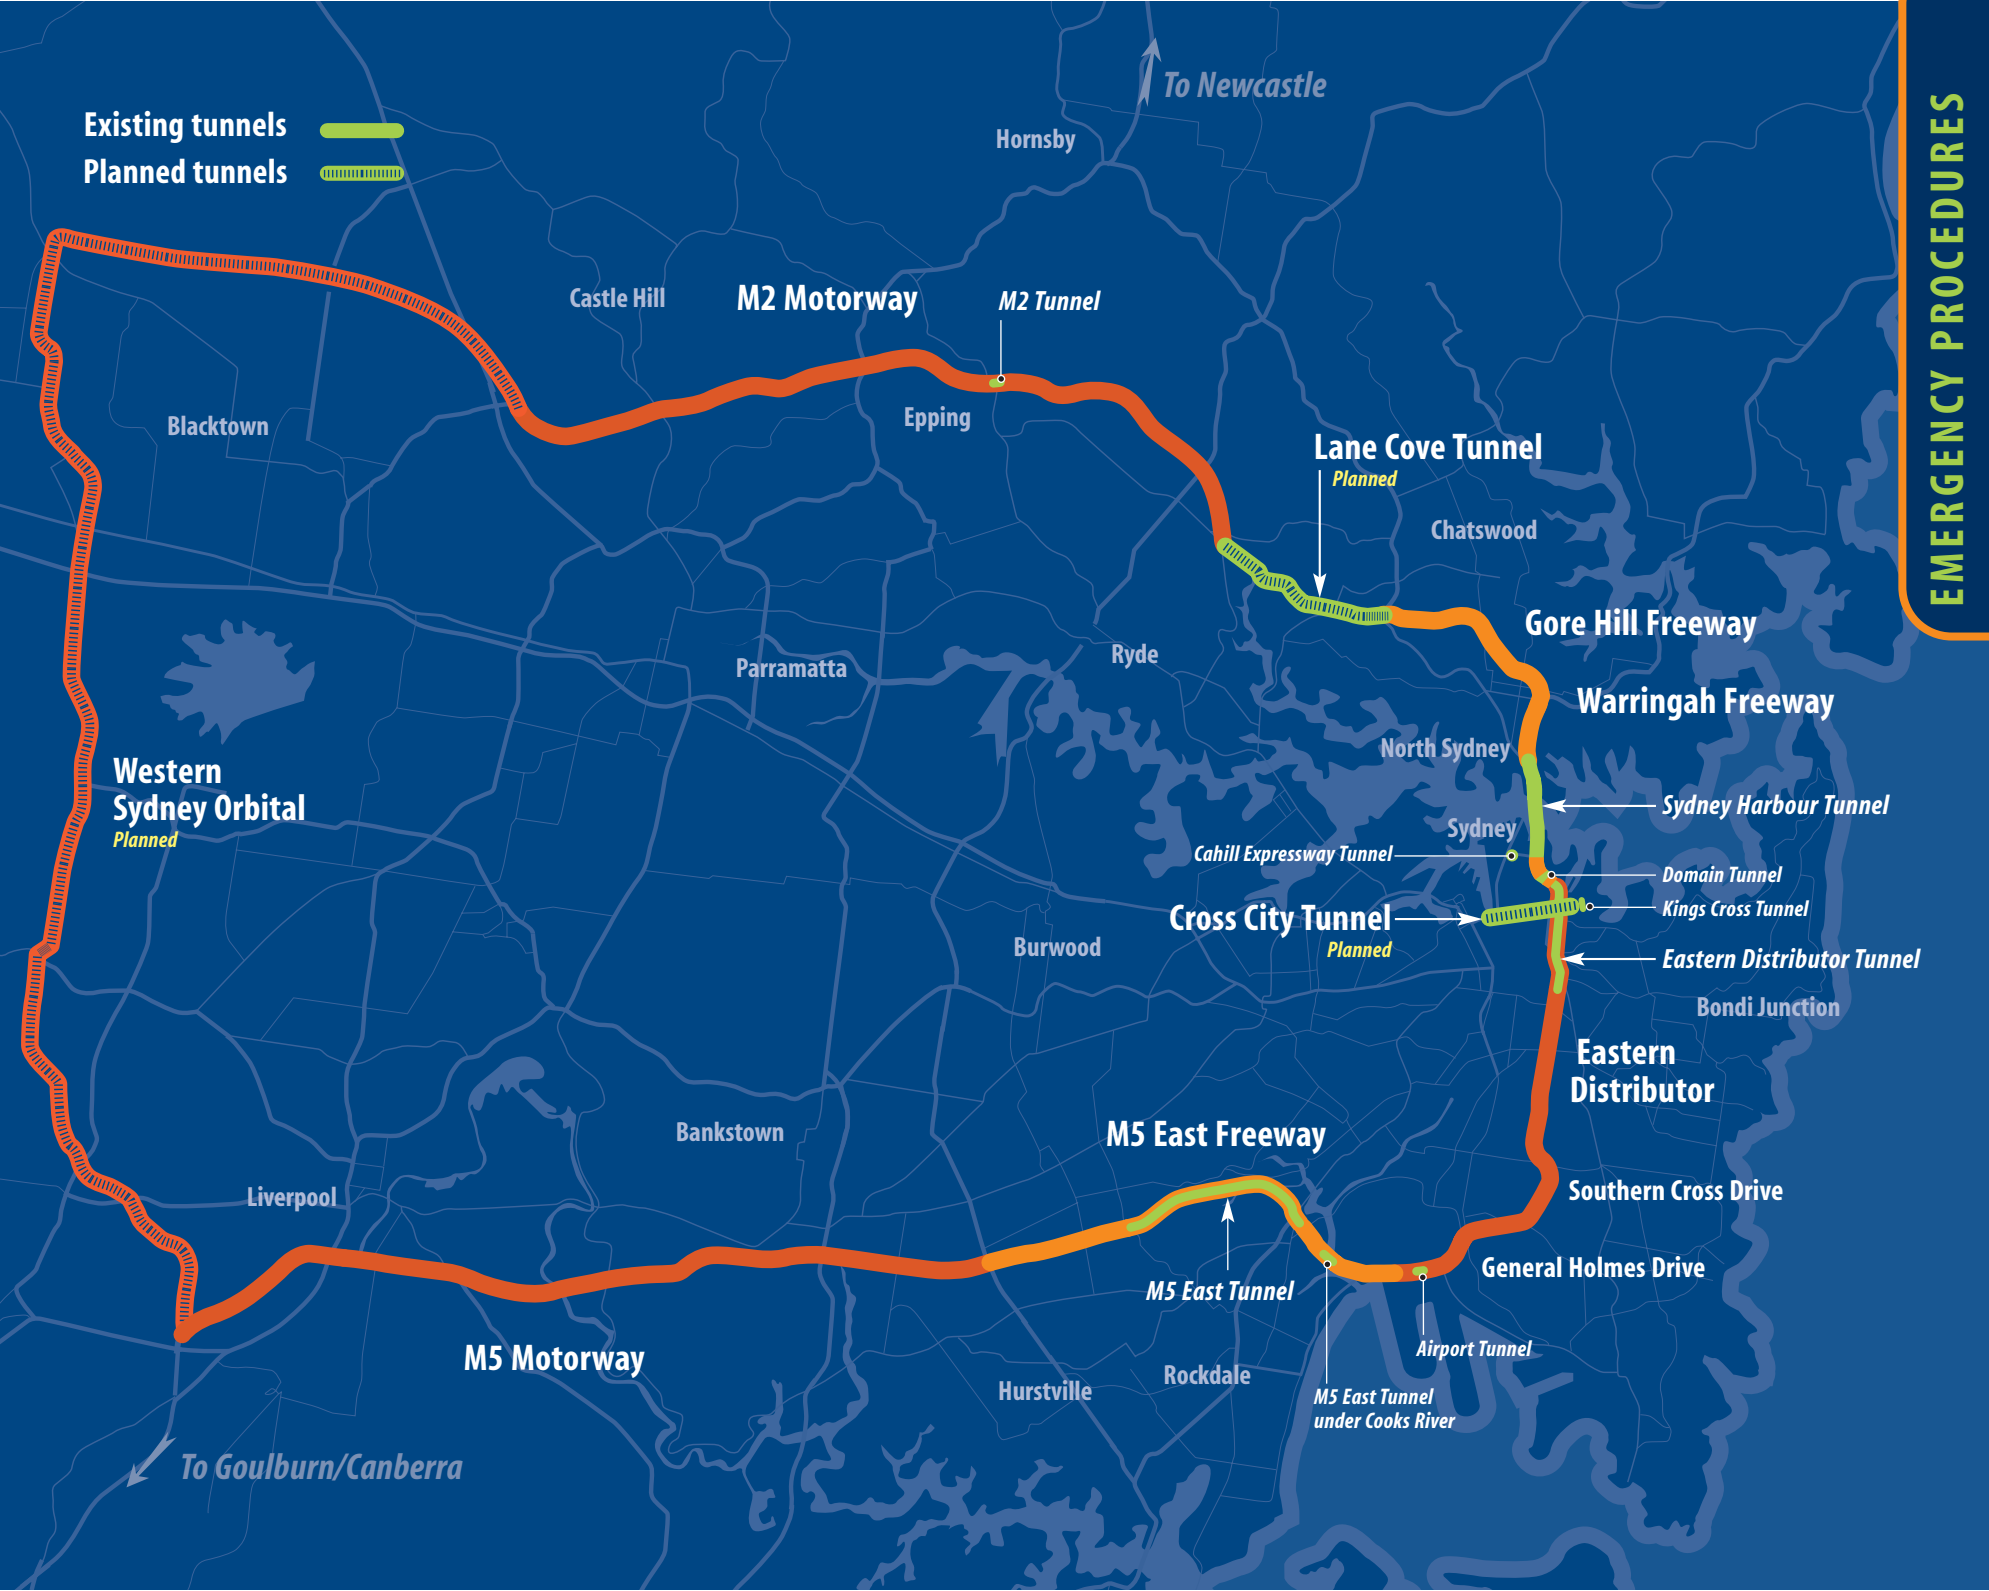 To Newcastle
Existing tunnels
Planned tunnels
Hornsby
EMERGENCY PROCEDURES
Castle Hill
M2 Motorway
M2 Tunnel
Blacktown
Epping
Lane Cove Tunnel
Planned
Chatswood
Gore Hill Freeway
Parramatta
Ryde
Warringah Freeway
North Sydney
Western
Sydney Orbital
Planned
Sydney Harbour Tunnel
Sydney
Cahill Expressway Tunnel
Domain Tunnel
Kings Cross Tunnel
Cross City Tunnel
Planned
Burwood
Eastern Distributor Tunnel
Bondi Junction
Eastern
Distributor
Bankstown
M5 East Freeway
Liverpool
Southern Cross Drive
General Holmes Drive
M5 East Tunnel
Airport Tunnel
M5 Motorway
Hurstville
Rockdale
M5 East Tunnel
under Cooks River
To Goulburn/Canberra